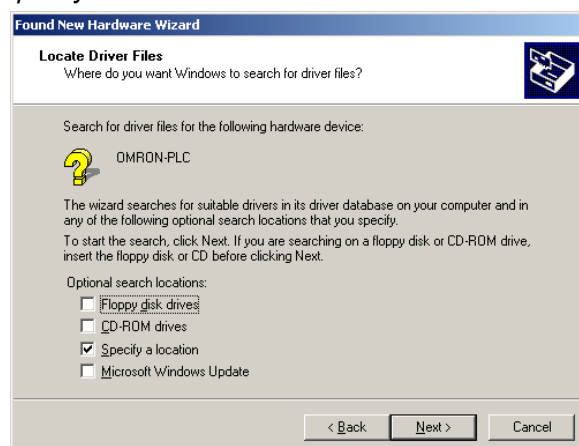 Found New Hardware Wizard
Locate Driver Files
Where do you want Windows to search for driver files?
Search for driver files for the following hardware device:
OMRON-PLC
The wizard searches for suitable drivers in its driver database on your computer and in
any of the following optional search locations that you specify.
To start the search, click Next. If you are searching on a floppy disk or CD-ROM drive,
insert the floppy disk or CD before clicking Next.
Optional search locations:
Floppy disk drives
CD-ROM drives
Specify a location
Microsoft Windows Update
< Back Next > Cancel